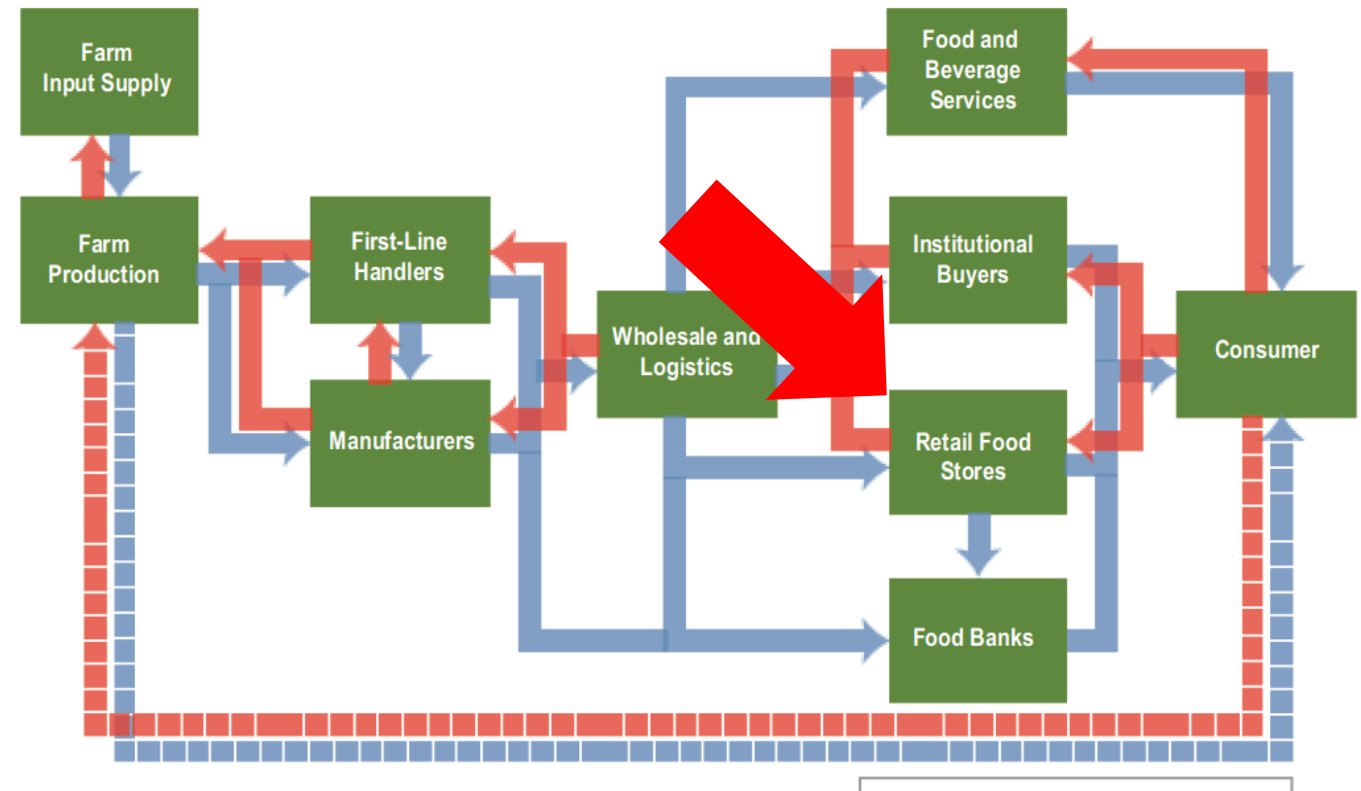 Farm
Input Supply
Food and
Beverage
Services
Farm
Production
First-Line
Handlers
Institutional
Buyers
Wholesale and
Logistics
Consumer
Manufacturers
Retail Food
Stores
Food Banks